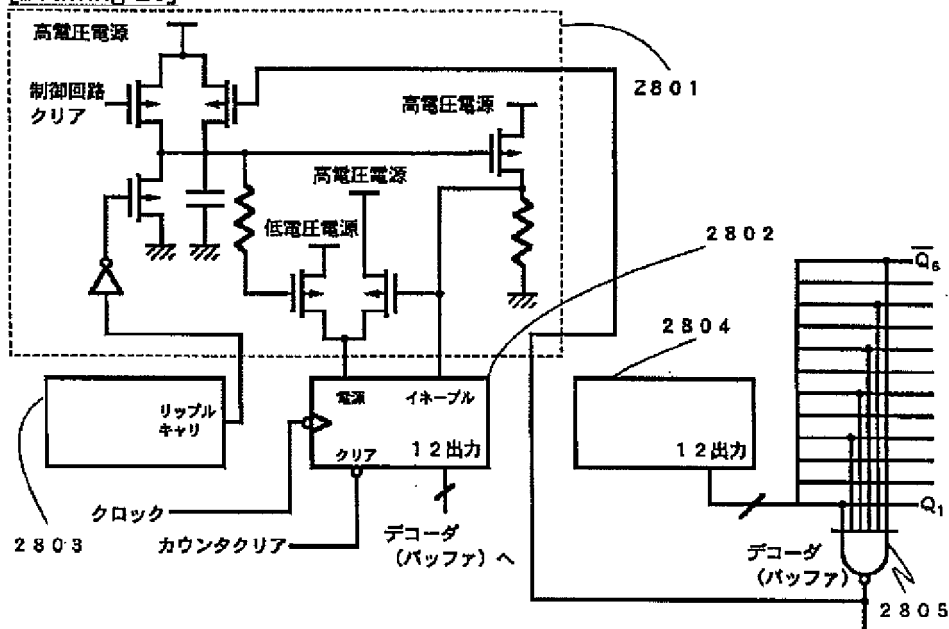 高電圧電源
制御回路
クリア
2801
高電圧電源
高電圧電源
低電圧電源
2802
Q̅6
2804
電源
イネーブル
リップル
キャリ
クリア
12出力
12出力
Q1
クロック
2803
カウンタクリア
デコーダ
(バッファ)へ
デコーダ
(バッファ)
2805